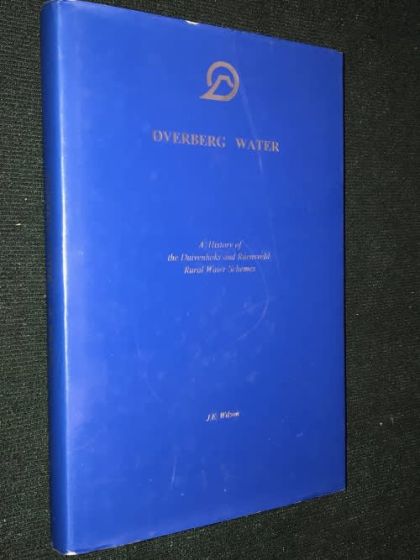 OVERBERG WATER
A History of
the Duivenhoks and Ruensveld
Rural Water Schemes
J.E. Wilson